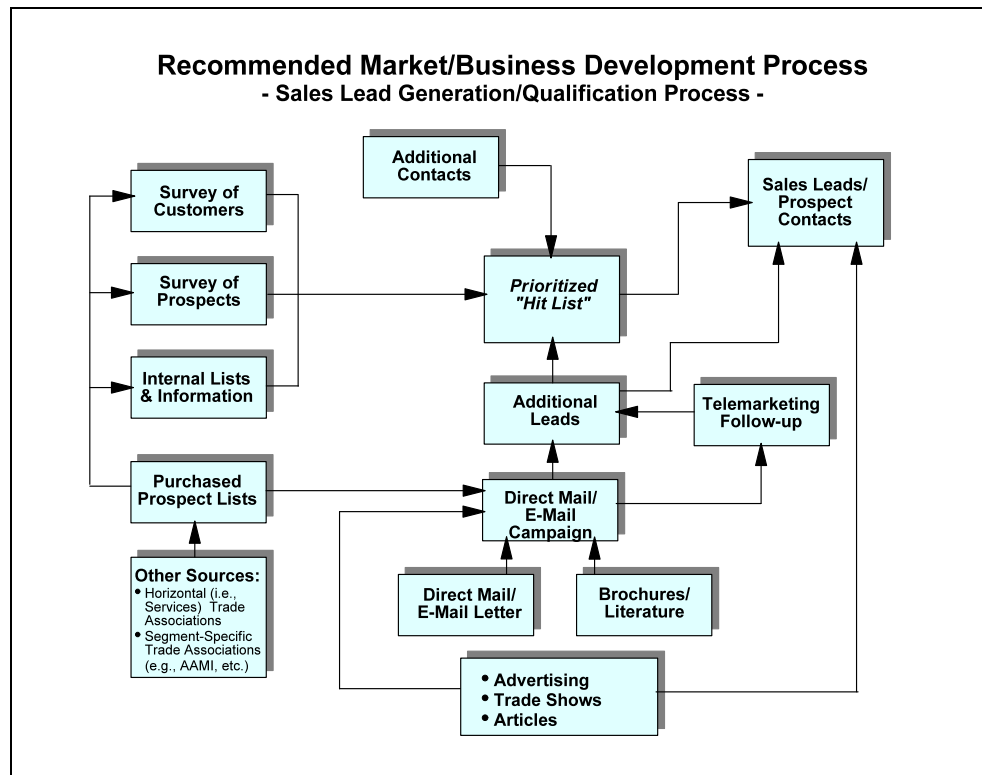 Recommended Market/Business Development Process
- Sales Lead Generation/Qualification Process -
Additional
Contacts
Survey of
Customers
Sales Leads/
Prospect
Contacts
Survey of
Prospects
Prioritized
"Hit List"
Internal Lists
& Information
Additional
Leads
Telemarketing
Follow-up
Purchased
Prospect Lists
Direct Mail/
E-Mail
Campaign
Other Sources:
• Horizontal (i.e.,
Services) Trade
Associations
• Segment-Specific
Trade Associations
(e.g., AAMI, etc.)
Direct Mail/
E-Mail Letter
Brochures/
Literature
• Advertising
• Trade Shows
• Articles